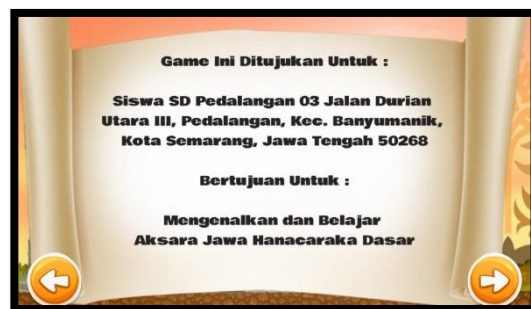 Game Ini Ditujukan Untuk :
Siswa SD Pedalangan 03 Jalan Durian
Utara III, Pedalangan, Kec. Banyumanik,
Kota Semarang, Jawa Tengah 50268
Bertujuan Untuk :
Mengenalkan dan Belajar
Aksara Jawa Hanacaraka Dasar